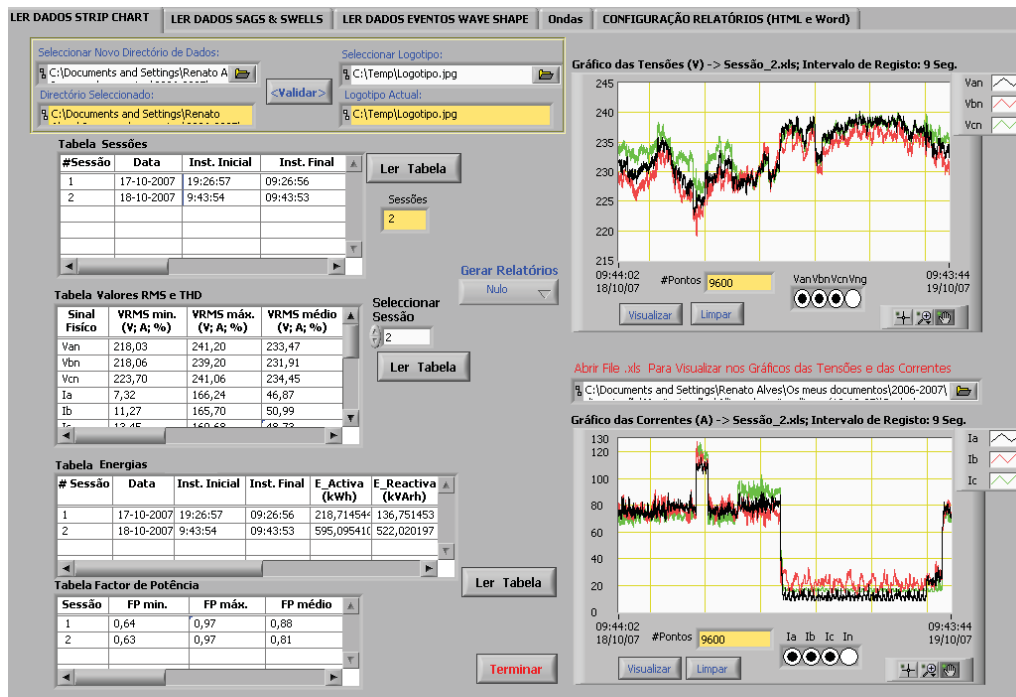 LER DADOS STRIP CHART
LER DADOS SAGS & SWELLS
LER DADOS EVENTOS WAVE SHAPE
Ondas
CONFIGURAÇÃO RELATÓRIOS (HTML e Word)
Seleccionar Novo Directório de Dados:
C:\Documents and Settings\Renato A
Directório Seleccionado:
C:\Documents and Settings\Renato
<Validar>
Seleccionar Logotipo:
C:\Temp\Logotipo.jpg
Logotipo Actual:
C:\Temp\Logotipo.jpg
Tabela Sessões
#Sessão Data Inst. Inicial Inst. Final
1 17-10-2007 19:26:57 09:26:56
2 18-10-2007 9:43:54 09:43:53
Ler Tabela
Sessões
2
Gerar Relatórios
Nulo
Tabela Valores RMS e THD
Sinal Fisíco VRMS min. (V; A; %) VRMS máx. (V; A; %) VRMS médio (V; A; %)
Van 218,03 241,20 233,47
Vbn 218,06 239,20 231,91
Vcn 223,70 241,06 234,45
Ia 7,32 166,24 46,87
Ib 11,27 165,70 50,99
Ic 13,45 160,68 48,73
Seleccionar
Sessão
2
Ler Tabela
Tabela Energias
# Sessão Data Inst. Inicial Inst. Final E_Activa (kWh) E_Reactiva (kVArh)
1 17-10-2007 19:26:57 09:26:56 218,714544 136,751453
2 18-10-2007 9:43:54 09:43:53 595,095410 522,020197
Tabela Factor de Potência
Sessão FP min. FP máx. FP médio
1 0,64 0,97 0,88
2 0,63 0,97 0,81
Ler Tabela
Terminar
Gráfico das Tensões (V) -> Sessão_2.xls; Intervalo de Registo: 9 Seg.
Van
Vbn
Vcn
245
240
235
230
225
220
215
09:44:02
18/10/07
09:43:44
19/10/07
#Pontos 9600
Van Vbn Vcn Vng
Visualizar
Limpar
Abrir File .xls Para Visualizar nos Gráficos das Tensões e das Correntes
C:\Documents and Settings\Renato Alves\Os meus documentos\2006-2007\
Gráfico das Correntes (A) -> Sessão_2.xls; Intervalo de Registo: 9 Seg.
Ia
Ib
Ic
130
120
100
80
60
40
20
0
09:44:02
18/10/07
09:43:44
19/10/07
#Pontos 9600
Ia Ib Ic In
Visualizar
Limpar